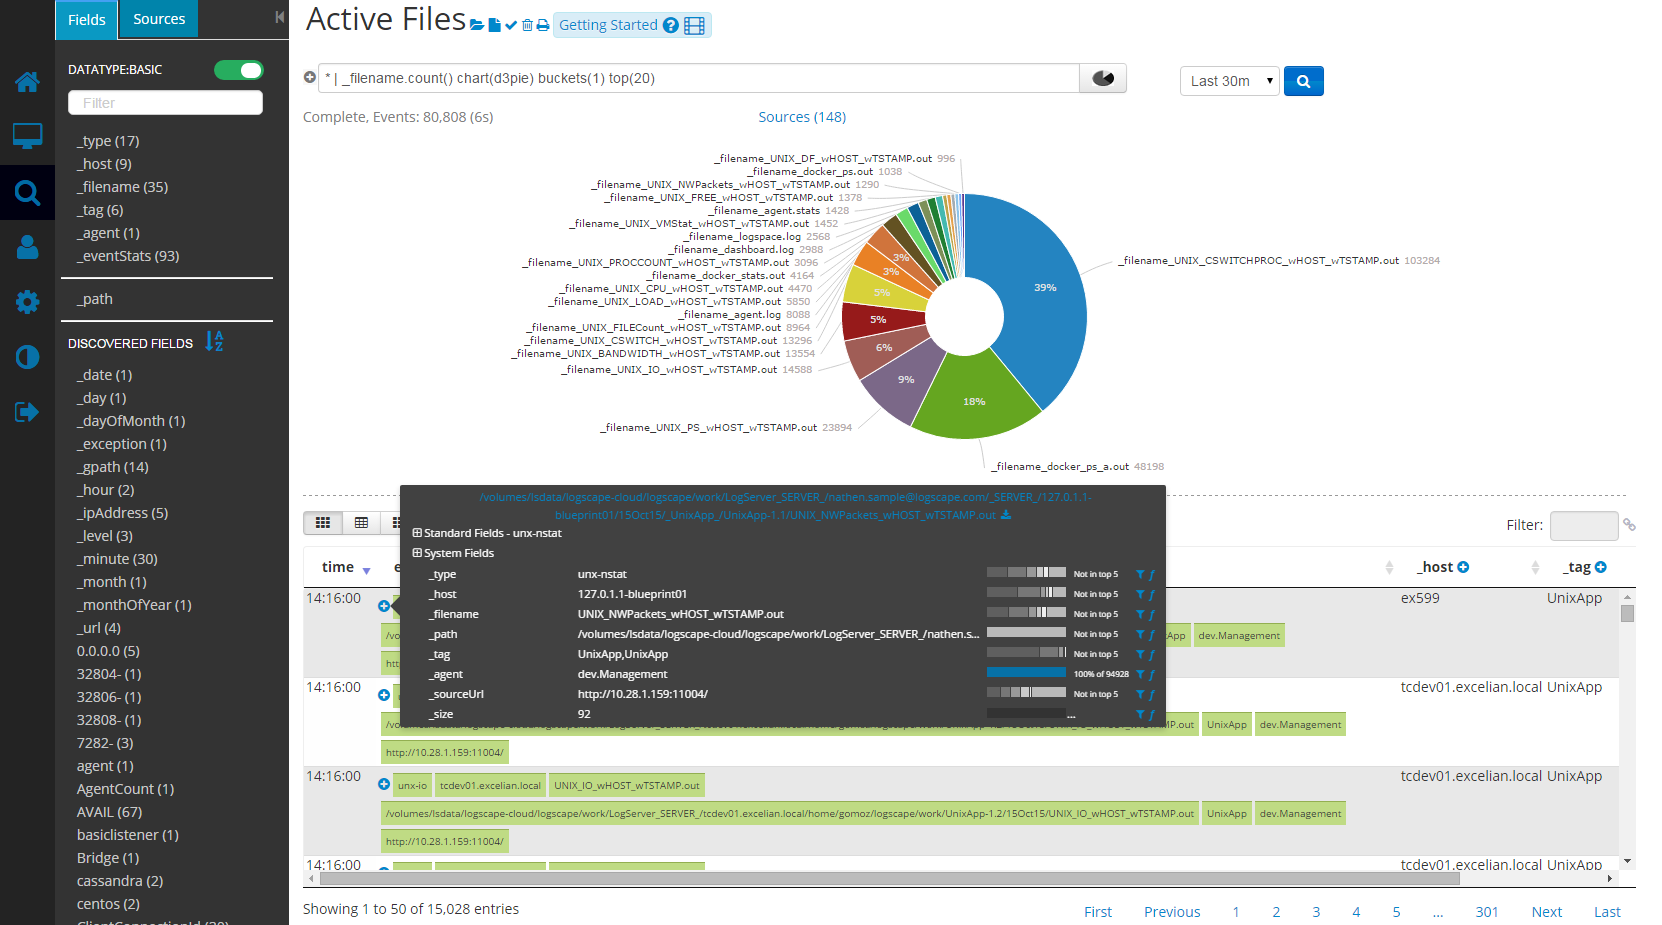 Fields
Sources
DATATYPE:BASIC
Filter
_type (17)
_host (9)
_filename (35)
_tag (6)
_agent (1)
_eventStats (93)
_path
DISCOVERED FIELDS
_date (1)
_day (1)
_dayOfMonth (1)
_exception (1)
_gpath (14)
_hour (2)
_ipAddress (5)
_level (3)
_minute (30)
_month (1)
_monthOfYear (1)
_url (4)
0.0.0.0 (5)
32804- (1)
32806- (1)
32808- (1)
7282- (3)
agent (1)
AgentCount (1)
AVAIL (67)
basiclistener (1)
Bridge (1)
cassandra (2)
centos (2)
Active Files
Getting Started
* | _filename.count() chart(d3pie) buckets(1) top(20)
Last 30m
Complete, Events: 80,808 (6s)
Sources (148)
_filename_UNIX_DF_wHOST_wTSTAMP.out 996
_filename_docker_ps.out 1038
_filename_UNIX_NWPackets_wHOST_wTSTAMP.out 1290
_filename_UNIX_FREE_wHOST_wTSTAMP.out 1378
_filename_agent.stats 1428
_filename_UNIX_VMStat_wHOST_wTSTAMP.out 1452
_filename_logspace.log 2568
_filename_dashboard.log 2988
_filename_UNIX_PROCCOUNT_wHOST_wTSTAMP.out 3096
_filename_docker_stats.out 4164
_filename_UNIX_CPU_wHOST_wTSTAMP.out 4470
_filename_UNIX_LOAD_wHOST_wTSTAMP.out 5850
_filename_agent.log 8088
_filename_UNIX_FILECount_wHOST_wTSTAMP.out 8964
_filename_UNIX_CSWITCH_wHOST_wTSTAMP.out 13296
_filename_UNIX_BANDWIDTH_wHOST_wTSTAMP.out 13554
_filename_UNIX_IO_wHOST_wTSTAMP.out 14588
_filename_UNIX_PS_wHOST_wTSTAMP.out 23894
_filename_docker_ps_a.out 48198
_filename_UNIX_CSWITCHPROC_wHOST_wTSTAMP.out 103284
39%
18%
9%
6%
5%
5%
3%
3%
/volumes/lsdata/logscape-cloud/logscape/work/LogServer_SERVER_/nathen.sample@logscape.com/_SERVER_/127.0.1.1-
blueprint01/15Oct15/_UnixApp_/UnixApp-1.1/UNIX_NWPackets_wHOST_wTSTAMP.out
Standard Fields - unx-nstat
System Fields
_type unx-nstat Not in top 5
_host 127.0.1.1-blueprint01 Not in top 5
_filename UNIX_NWPackets_wHOST_wTSTAMP.out Not in top 5
_path /volumes/lsdata/logscape-cloud/logscape/work/LogServer_SERVER_/nathen.s... Not in top 5
_tag UnixApp,UnixApp Not in top 5
_agent dev.Management 100% of 94928
_sourceUrl http://10.28.1.159:11004/ Not in top 5
_size 92 ...
Filter:
time _host _tag
14:16:00 ex599 UnixApp
dev.Management
14:16:00 tcdev01.excelian.local UnixApp
UnixApp dev.Management
http://10.28.1.159:11004/
14:16:00 unx-io tcdev01.excelian.local UNIX_IO_wHOST_wTSTAMP.out tcdev01.excelian.local UnixApp
/volumes/lsdata/logscape-cloud/logscape/work/LogServer_SERVER_/tcdev01.excelian.local/home/gomoz/logscape/work/UnixApp-1.2/15Oct15/UNIX_IO_wHOST_wTSTAMP.out UnixApp dev.Management
http://10.28.1.159:11004/
14:16:00 tcdev01.excelian.local UnixApp
Showing 1 to 50 of 15,028 entries
First Previous 1 2 3 4 5 ... 301 Next Last